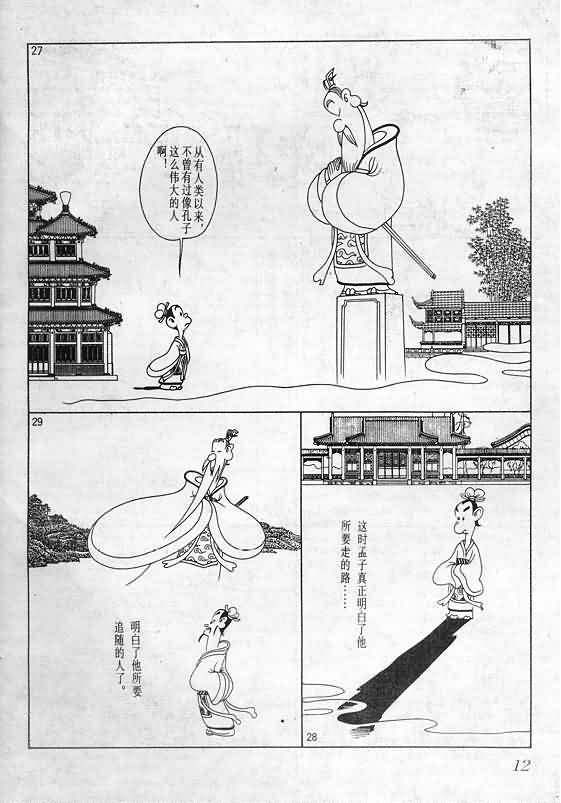 27
从有人类以来，
不曾有过像孔子
这么伟大的人
啊！
28
这时孟子真正明白了他
所要走的路……
29
明白了他所要
追随的人了。
12